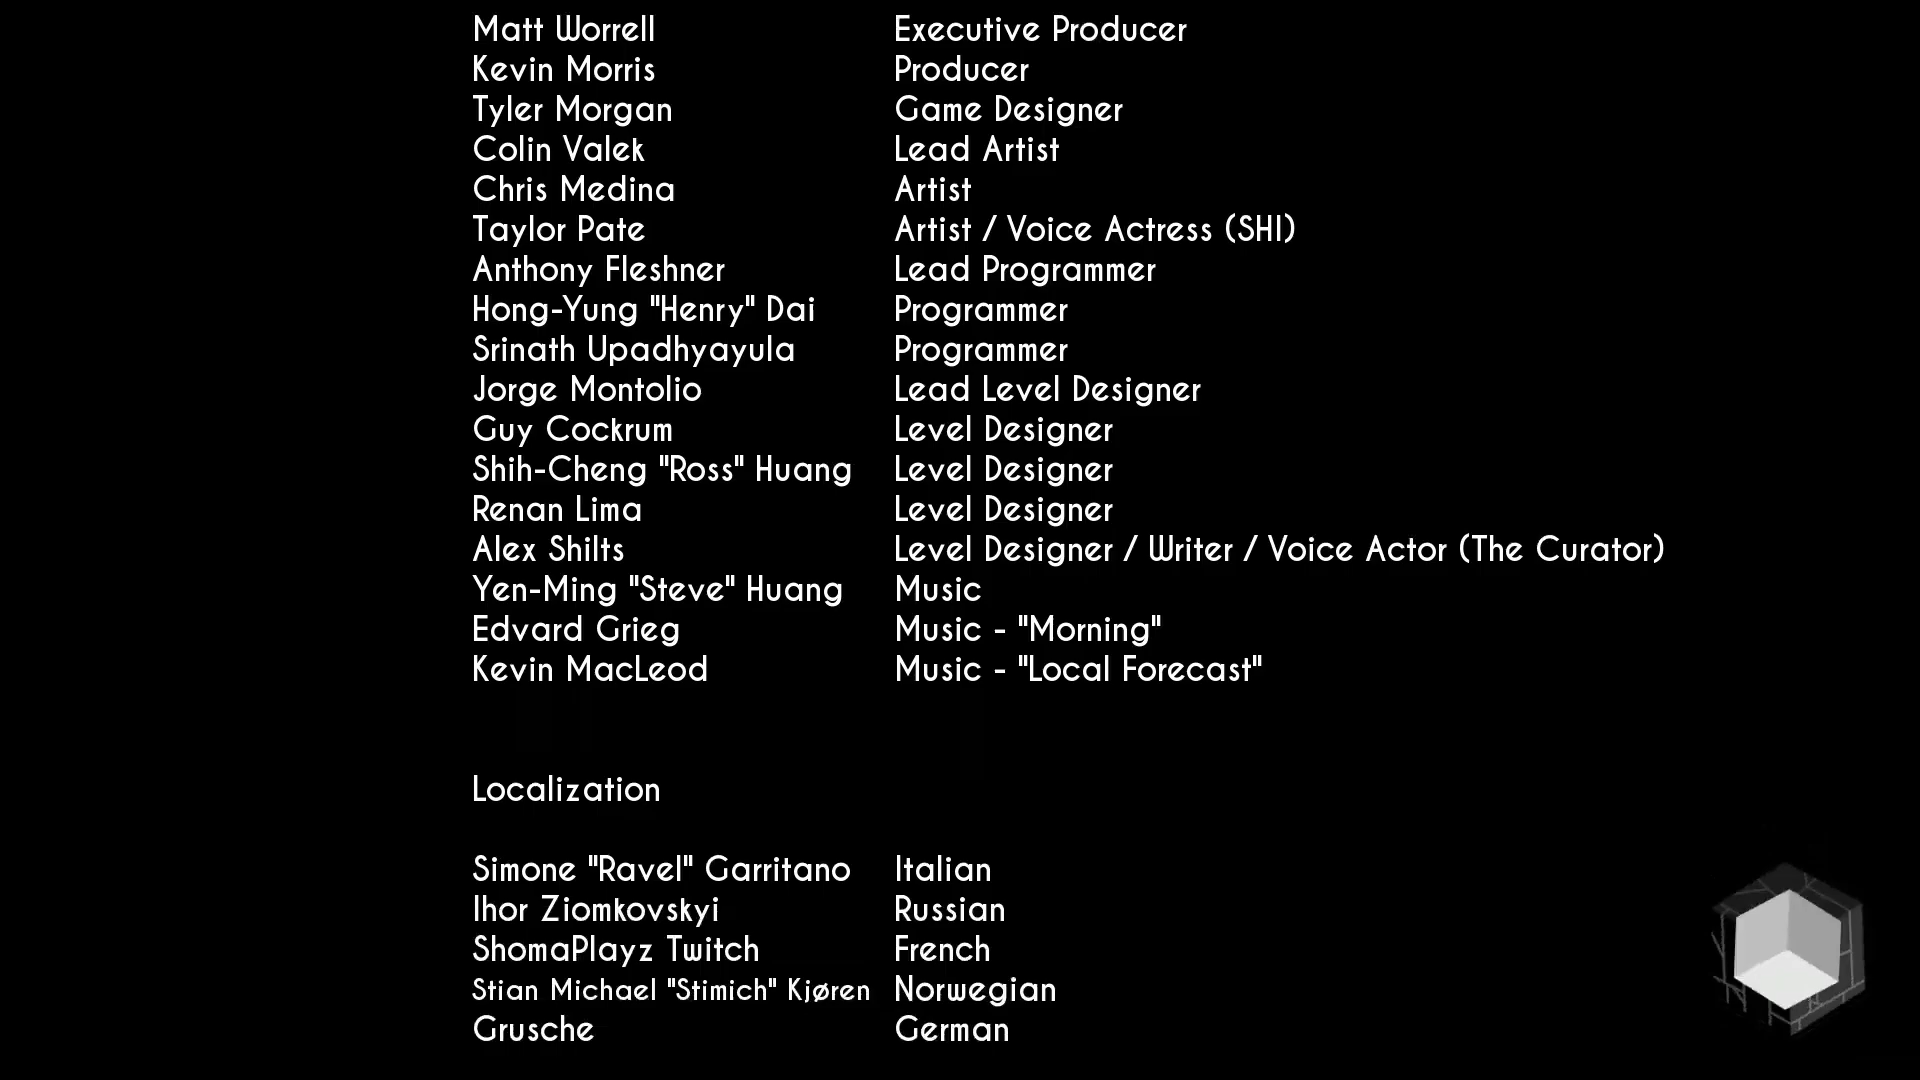 Matt Worrell Executive Producer
Kevin Morris Producer
Tyler Morgan Game Designer
Colin Valek Lead Artist
Chris Medina Artist
Taylor Pate Artist / Voice Actress (SHI)
Anthony Fleshner Lead Programmer
Hong-Yung "Henry" Dai Programmer
Srinath Upadhyayula Programmer
Jorge Montolio Lead Level Designer
Guy Cockrum Level Designer
Shih-Cheng "Ross" Huang Level Designer
Renan Lima Level Designer
Alex Shilts Level Designer / Writer / Voice Actor (The Curator)
Yen-Ming "Steve" Huang Music
Edvard Grieg Music - "Morning"
Kevin MacLeod Music - "Local Forecast"
Localization
Simone "Ravel" Garritano Italian
Ihor Ziomkovskyi Russian
ShomaPlayz Twitch French
Stian Michael "Stimich" Kjøren Norwegian
Grusche German